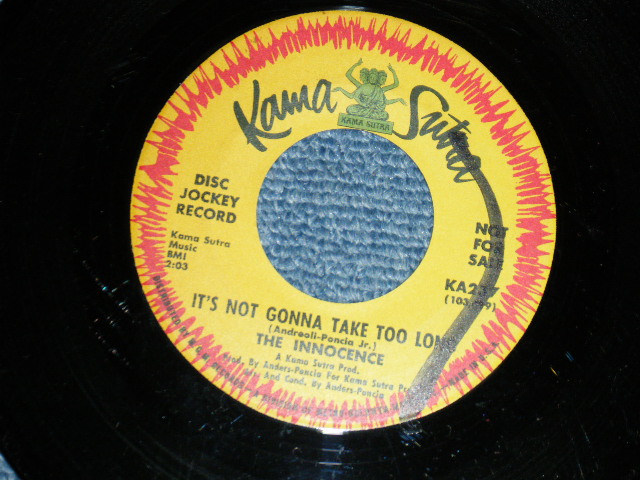 Kama Sutra
KAMA SUTRA
DISC
JOCKEY
RECORD
Kama Sutra
Music
BMI
2:03
NOT
FOR
SALE
KA237
IT'S NOT GONNA TAKE TOO LONG
(Andreoli-Poncia Jr.)
THE INNOCENCE
A Kama Sutra Prod.
Prod. By Anders-Poncia For Kama Sutra
And Cond. By Anders-Poncia